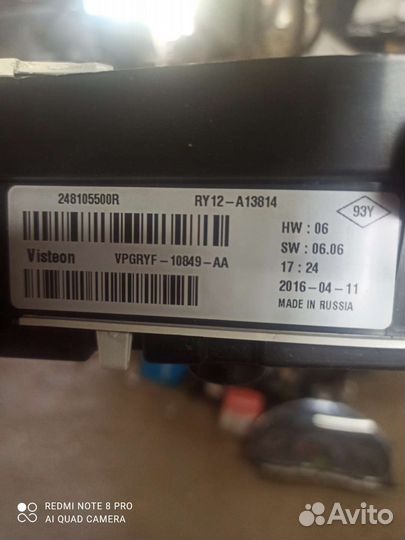 248105500R RY12-A13814
93Y
HW : 06
SW : 06.06
Visteon VPGRYF-10849-AA
17 : 24
2016-04-11
MADE IN RUSSIA
REDMI NOTE 8 PRO
AI QUAD CAMERA
Avito